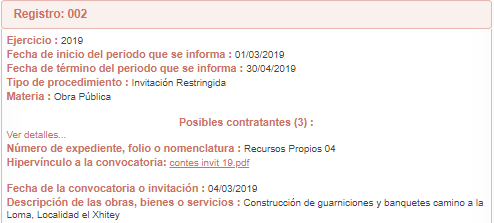 Registro: 002
Ejercicio : 2019
Fecha de inicio del periodo que se informa : 01/03/2019
Fecha de término del periodo que se informa : 30/04/2019
Tipo de procedimiento : Invitación Restringida
Materia : Obra Pública
Posibles contratantes (3) :
Ver detalles...
Número de expediente, folio o nomenclatura : Recursos Propios 04
Hipervínculo a la convocatoria: contes invit 19.pdf
Fecha de la convocatoria o invitación : 04/03/2019
Descripción de las obras, bienes o servicios : Construcción de guarniciones y banquetes camino a la
Loma, Localidad el Xhitey